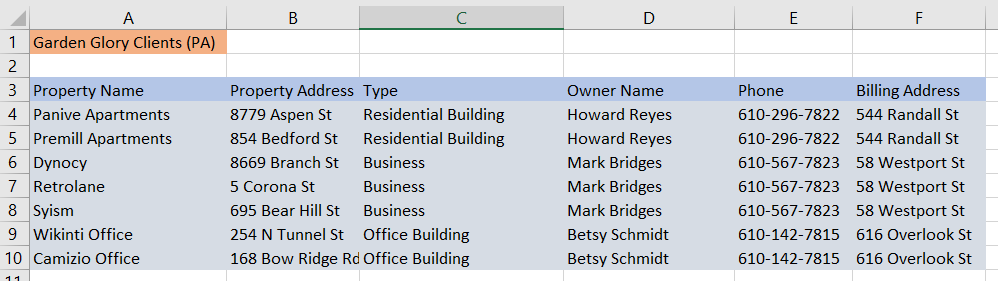 A B C D E F
1 Garden Glory Clients (PA)
2
3 Property Name Property Address Type Owner Name Phone Billing Address
4 Panive Apartments 8779 Aspen St Residential Building Howard Reyes 610-296-7822 544 Randall St
5 Premill Apartments 854 Bedford St Residential Building Howard Reyes 610-296-7822 544 Randall St
6 Dynocy 8669 Branch St Business Mark Bridges 610-567-7823 58 Westport St
7 Retrolane 5 Corona St Business Mark Bridges 610-567-7823 58 Westport St
8 Syism 695 Bear Hill St Business Mark Bridges 610-567-7823 58 Westport St
9 Wikinti Office 254 N Tunnel St Office Building Betsy Schmidt 610-142-7815 616 Overlook St
10 Camizio Office 168 Bow Ridge Rd Office Building Betsy Schmidt 610-142-7815 616 Overlook St